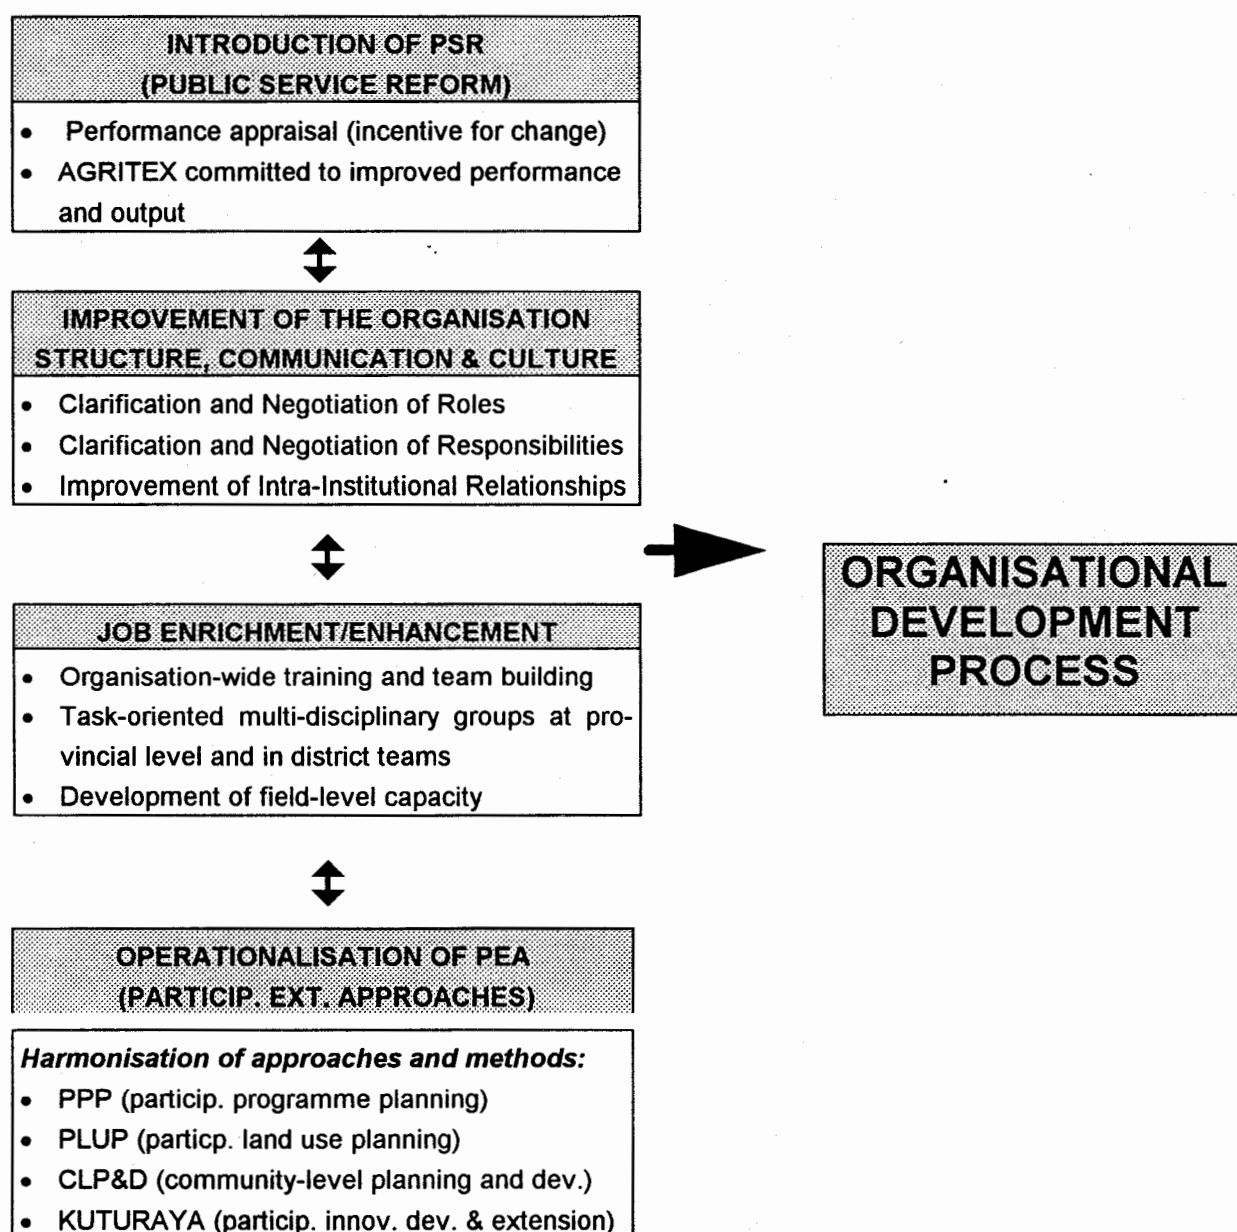 INTRODUCTION OF PSR
(PUBLIC SERVICE REFORM)
• Performance appraisal (incentive for change)
• AGRITEX committed to improved performance
and output
IMPROVEMENT OF THE ORGANISATION
STRUCTURE, COMMUNICATION & CULTURE
• Clarification and Negotiation of Roles
• Clarification and Negotiation of Responsibilities
• Improvement of Intra-Institutional Relationships
JOB ENRICHMENT/ENHANCEMENT
• Organisation-wide training and team building
• Task-oriented multi-disciplinary groups at pro-
vincial level and in district teams
• Development of field-level capacity
OPERATIONALISATION OF PEA
(PARTICIP. EXT. APPROACHES)
Harmonisation of approaches and methods:
• PPP (particip. programme planning)
• PLUP (particp. land use planning)
• CLP&D (community-level planning and dev.)
• KUTURAYA (particip. innov. dev. & extension)
ORGANISATIONAL
DEVELOPMENT
PROCESS